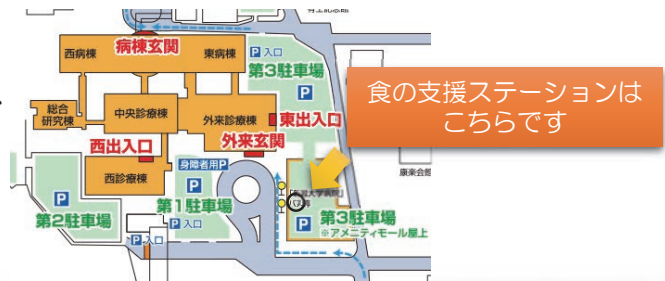 病棟玄関
西病棟
東病棟
P入口
第3駐車場
P
食の支援ステーションは
こちらです
総合
研究棟
中央診療棟
外来診療棟
東出入口
外来玄関
西出入口
身障者用P
西診療棟
P
第1駐車場
P入口
P
第2駐車場
P入口
康楽会館
第3駐車場
P
※アメニティモール屋上